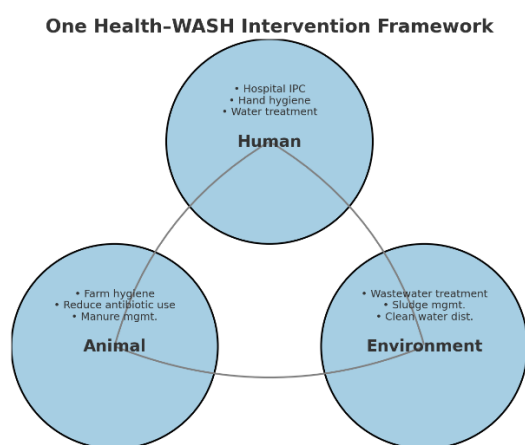 One Health–WASH Intervention Framework
• Hospital IPC
• Hand hygiene
• Water treatment
Human
• Farm hygiene
• Reduce antibiotic use
• Manure mgmt.
Animal
• Wastewater treatment
• Sludge mgmt.
• Clean water dist.
Environment